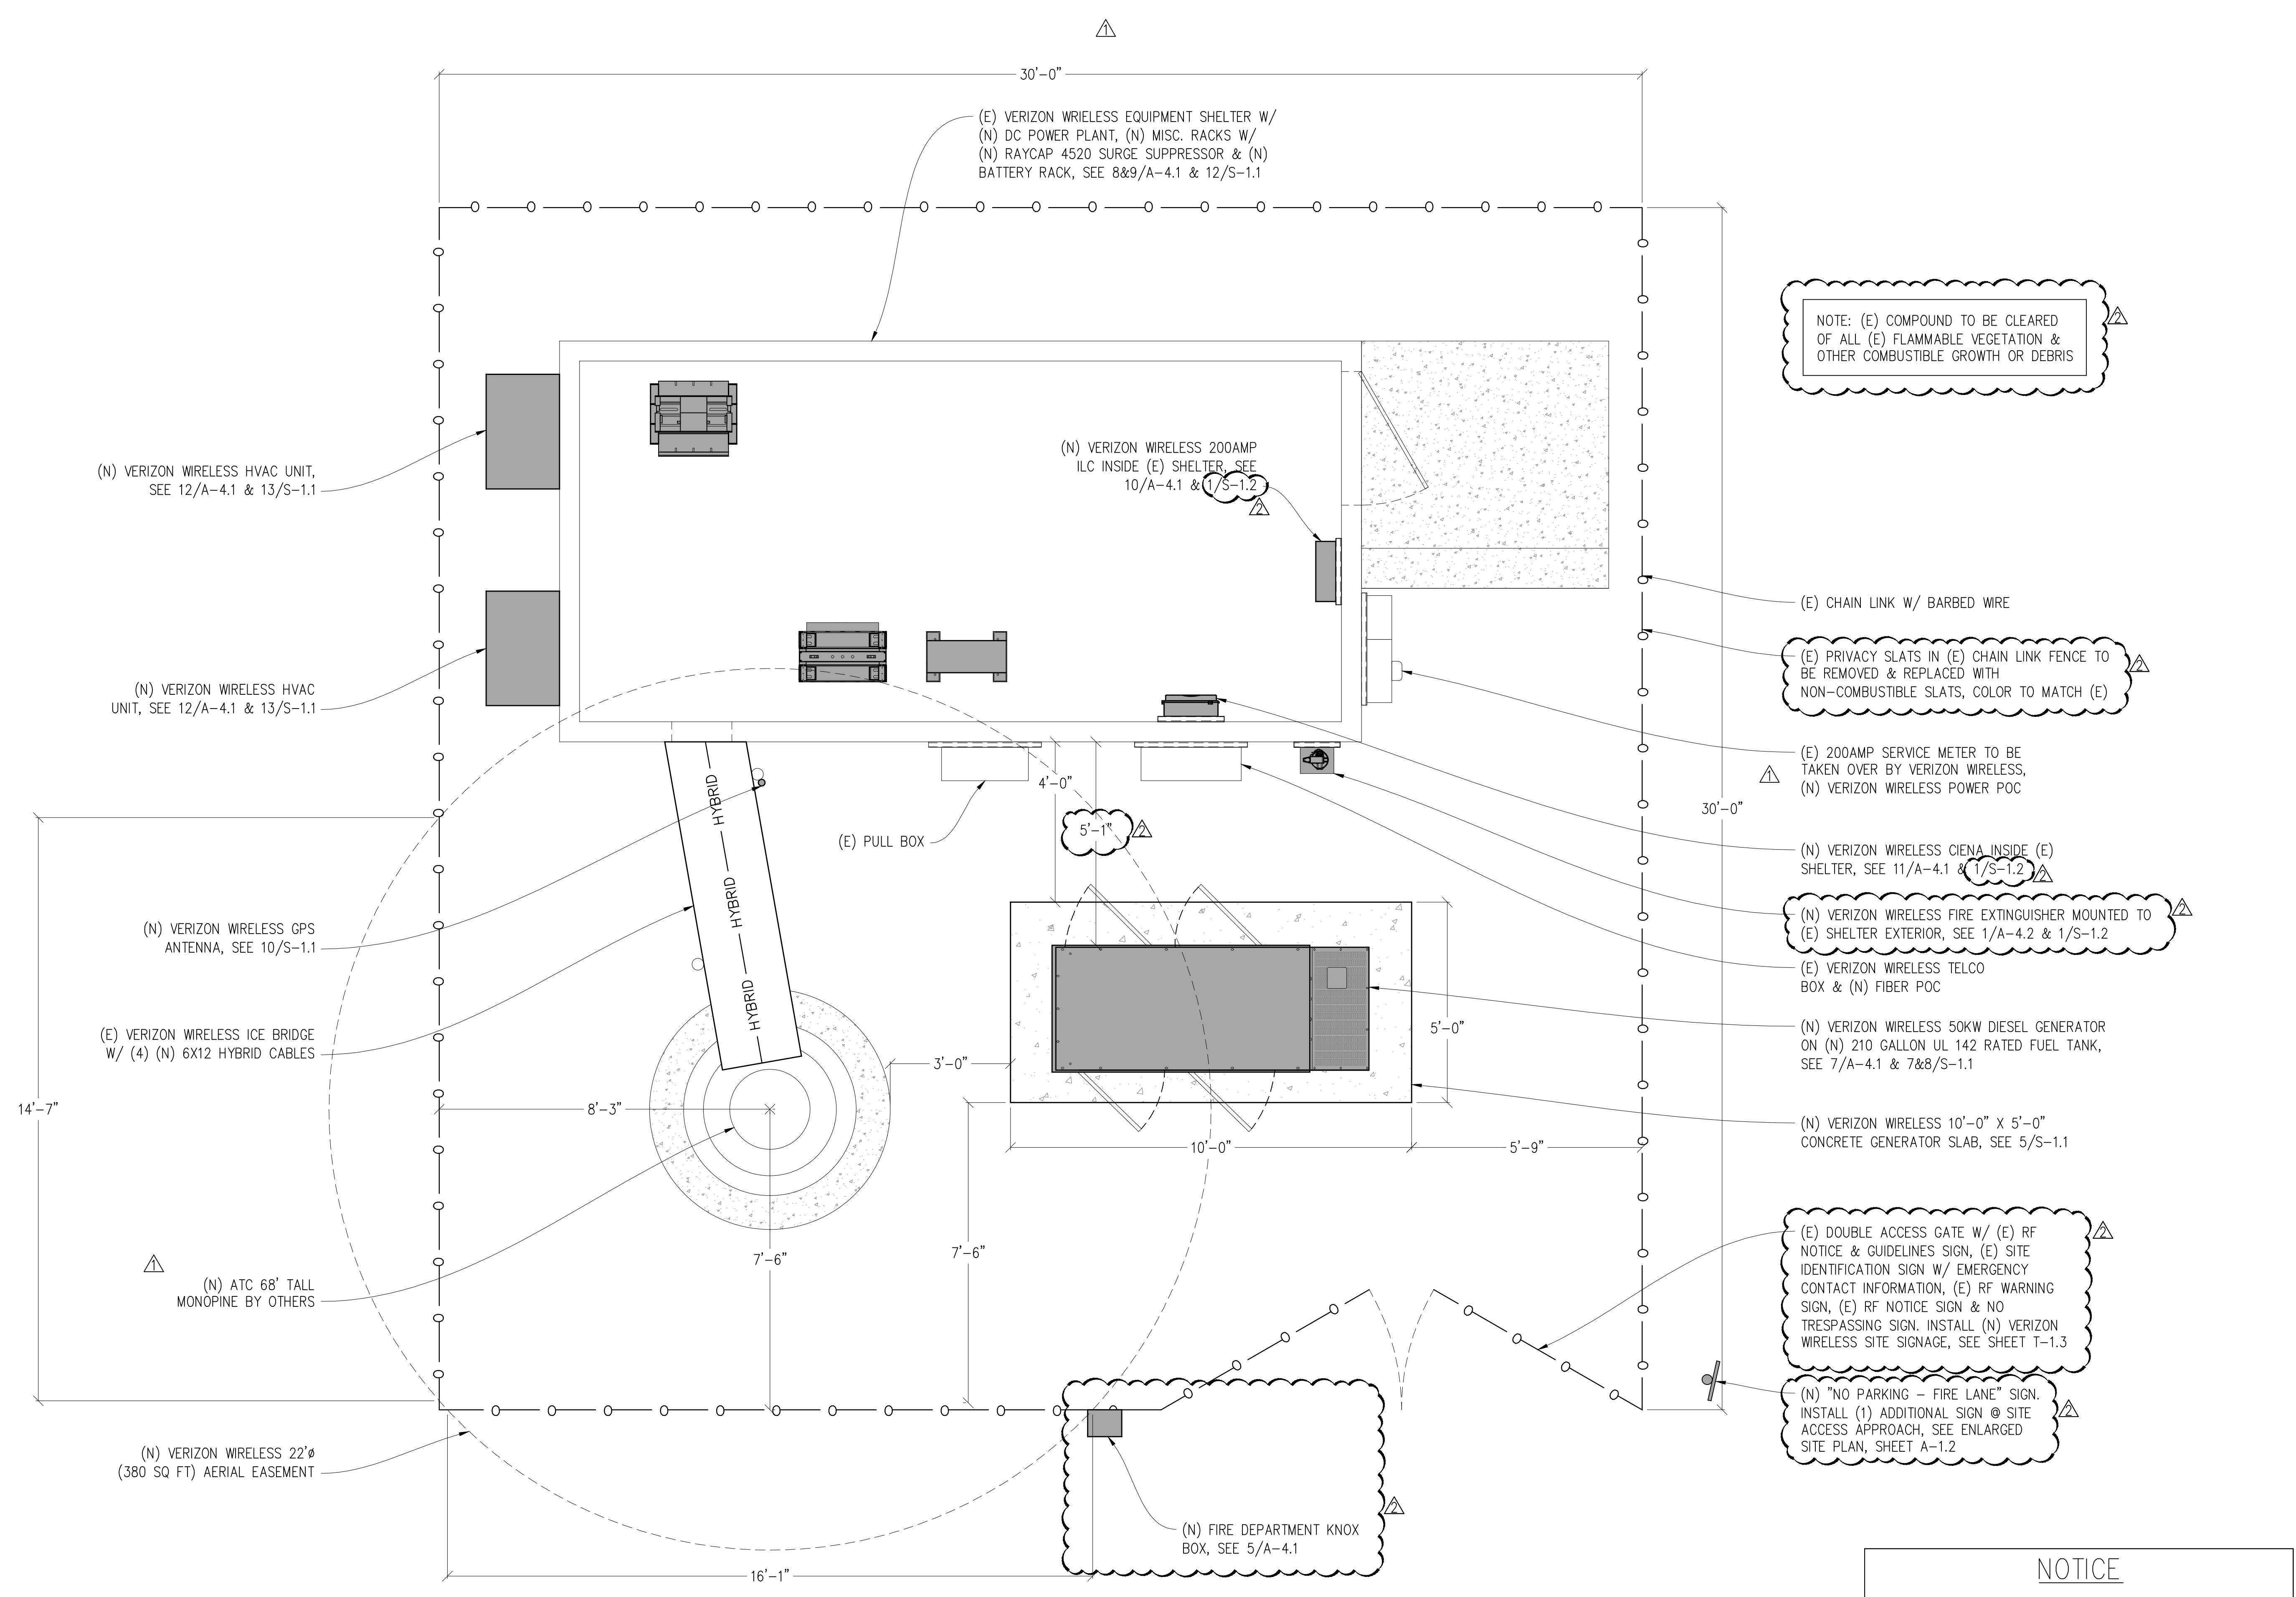 1
30'-0"
(E) VERIZON WRIELESS EQUIPMENT SHELTER W/
(N) DC POWER PLANT, (N) MISC. RACKS W/
(N) RAYCAP 4520 SURGE SUPPRESSOR & (N)
BATTERY RACK, SEE 8&9/A-4.1 & 12/S-1.1
NOTE: (E) COMPOUND TO BE CLEARED
OF ALL (E) FLAMMABLE VEGETATION &
OTHER COMBUSTIBLE GROWTH OR DEBRIS
2
(N) VERIZON WIRELESS HVAC UNIT,
SEE 12/A-4.1 & 13/S-1.1
(N) VERIZON WIRELESS 200AMP
ILC INSIDE (E) SHELTER, SEE
10/A-4.1 & 1/S-1.2
2
(E) CHAIN LINK W/ BARBED WIRE
(E) PRIVACY SLATS IN (E) CHAIN LINK FENCE TO
BE REMOVED & REPLACED WITH
NON-COMBUSTIBLE SLATS, COLOR TO MATCH (E)
2
(N) VERIZON WIRELESS HVAC
UNIT, SEE 12/A-4.1 & 13/S-1.1
(E) 200AMP SERVICE METER TO BE
TAKEN OVER BY VERIZON WIRELESS,
(N) VERIZON WIRELESS POWER POC
1
30'-0"
4'-0"
5'-1"
2
(E) PULL BOX
HYBRID
HYBRID
HYBRID
(N) VERIZON WIRELESS CIENA INSIDE (E)
SHELTER, SEE 11/A-4.1 & 1/S-1.2
2
(N) VERIZON WIRELESS FIRE EXTINGUISHER MOUNTED TO
(E) SHELTER EXTERIOR, SEE 1/A-4.2 & 1/S-1.2
2
(N) VERIZON WIRELESS GPS
ANTENNA, SEE 10/S-1.1
(E) VERIZON WIRELESS TELCO
BOX & (N) FIBER POC
(E) VERIZON WIRELESS ICE BRIDGE
W/ (4) (N) 6X12 HYBRID CABLES
(N) VERIZON WIRELESS 50KW DIESEL GENERATOR
ON (N) 210 GALLON UL 142 RATED FUEL TANK,
SEE 7/A-4.1 & 7&8/S-1.1
5'-0"
3'-0"
14'-7"
8'-3"
(N) VERIZON WIRELESS 10'-0" X 5'-0"
CONCRETE GENERATOR SLAB, SEE 5/S-1.1
10'-0"
5'-9"
7'-6"
7'-6"
1
(N) ATC 68' TALL
MONOPINE BY OTHERS
(E) DOUBLE ACCESS GATE W/ (E) RF
NOTICE & GUIDELINES SIGN, (E) SITE
IDENTIFICATION SIGN W/ EMERGENCY
CONTACT INFORMATION, (E) RF WARNING
SIGN, (E) RF NOTICE SIGN & NO
TRESPASSING SIGN. INSTALL (N) VERIZON
WIRELESS SITE SIGNAGE, SEE SHEET T-1.3
2
(N) "NO PARKING - FIRE LANE" SIGN.
INSTALL (1) ADDITIONAL SIGN @ SITE
ACCESS APPROACH, SEE ENLARGED
SITE PLAN, SHEET A-1.2
2
(N) VERIZON WIRELESS 22'ø
(380 SQ FT) AERIAL EASEMENT
(N) FIRE DEPARTMENT KNOX
BOX, SEE 5/A-4.1
2
16'-1"
NOTICE